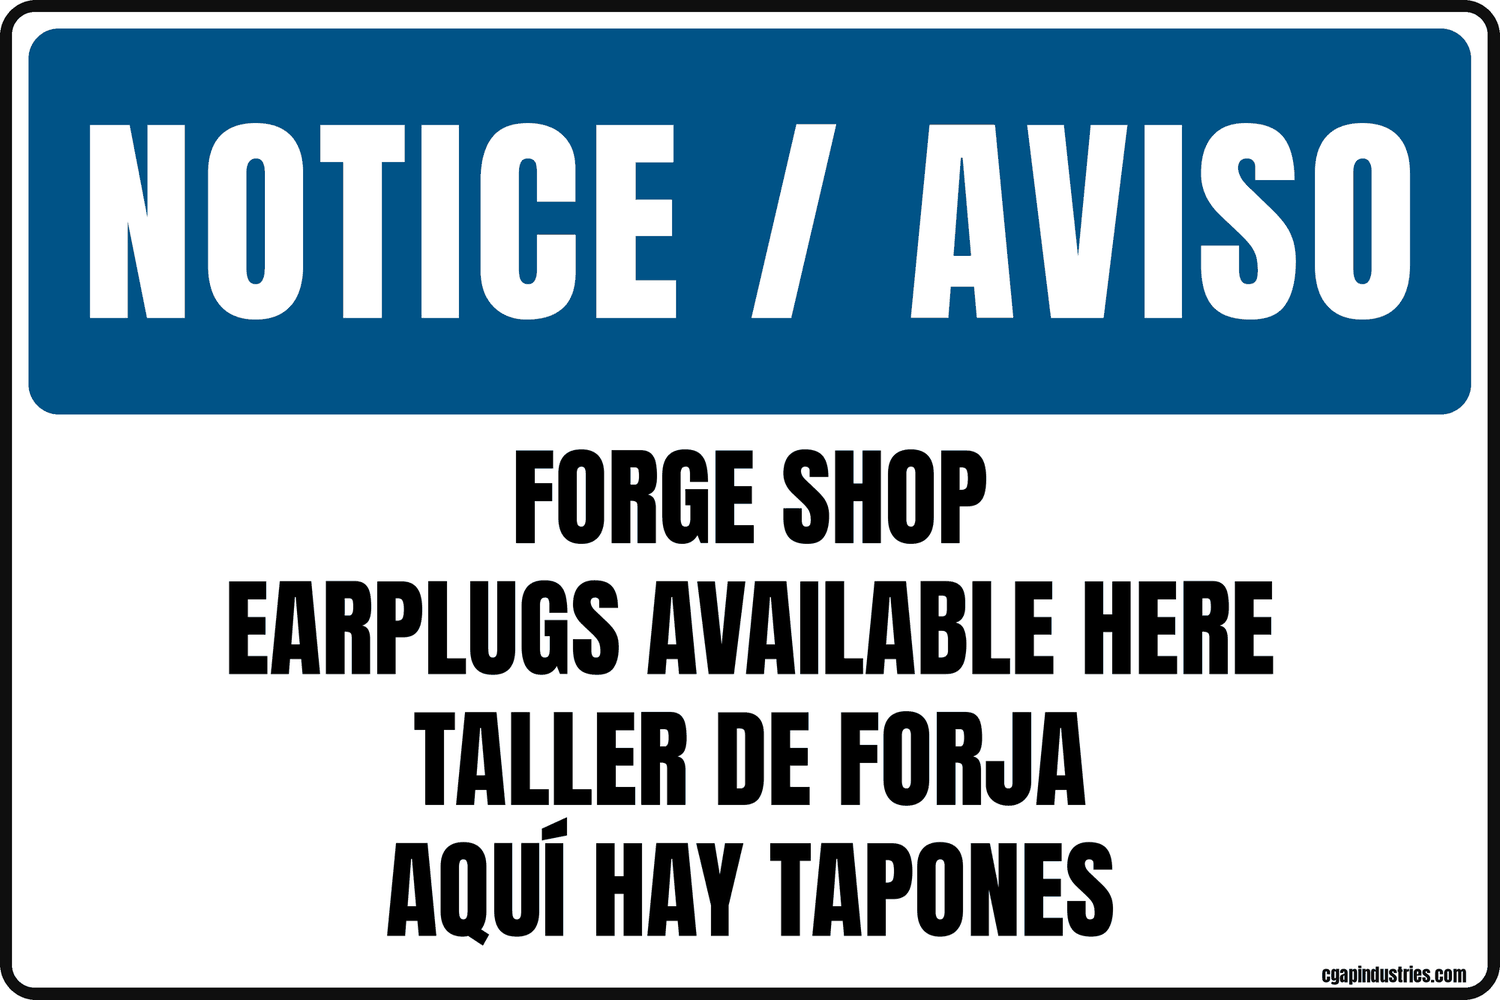 NOTICE / AVISO
FORGE SHOP
EARPLUGS AVAILABLE HERE
TALLER DE FORJA
AQUÍ HAY TAPONES
cgapindustries.com